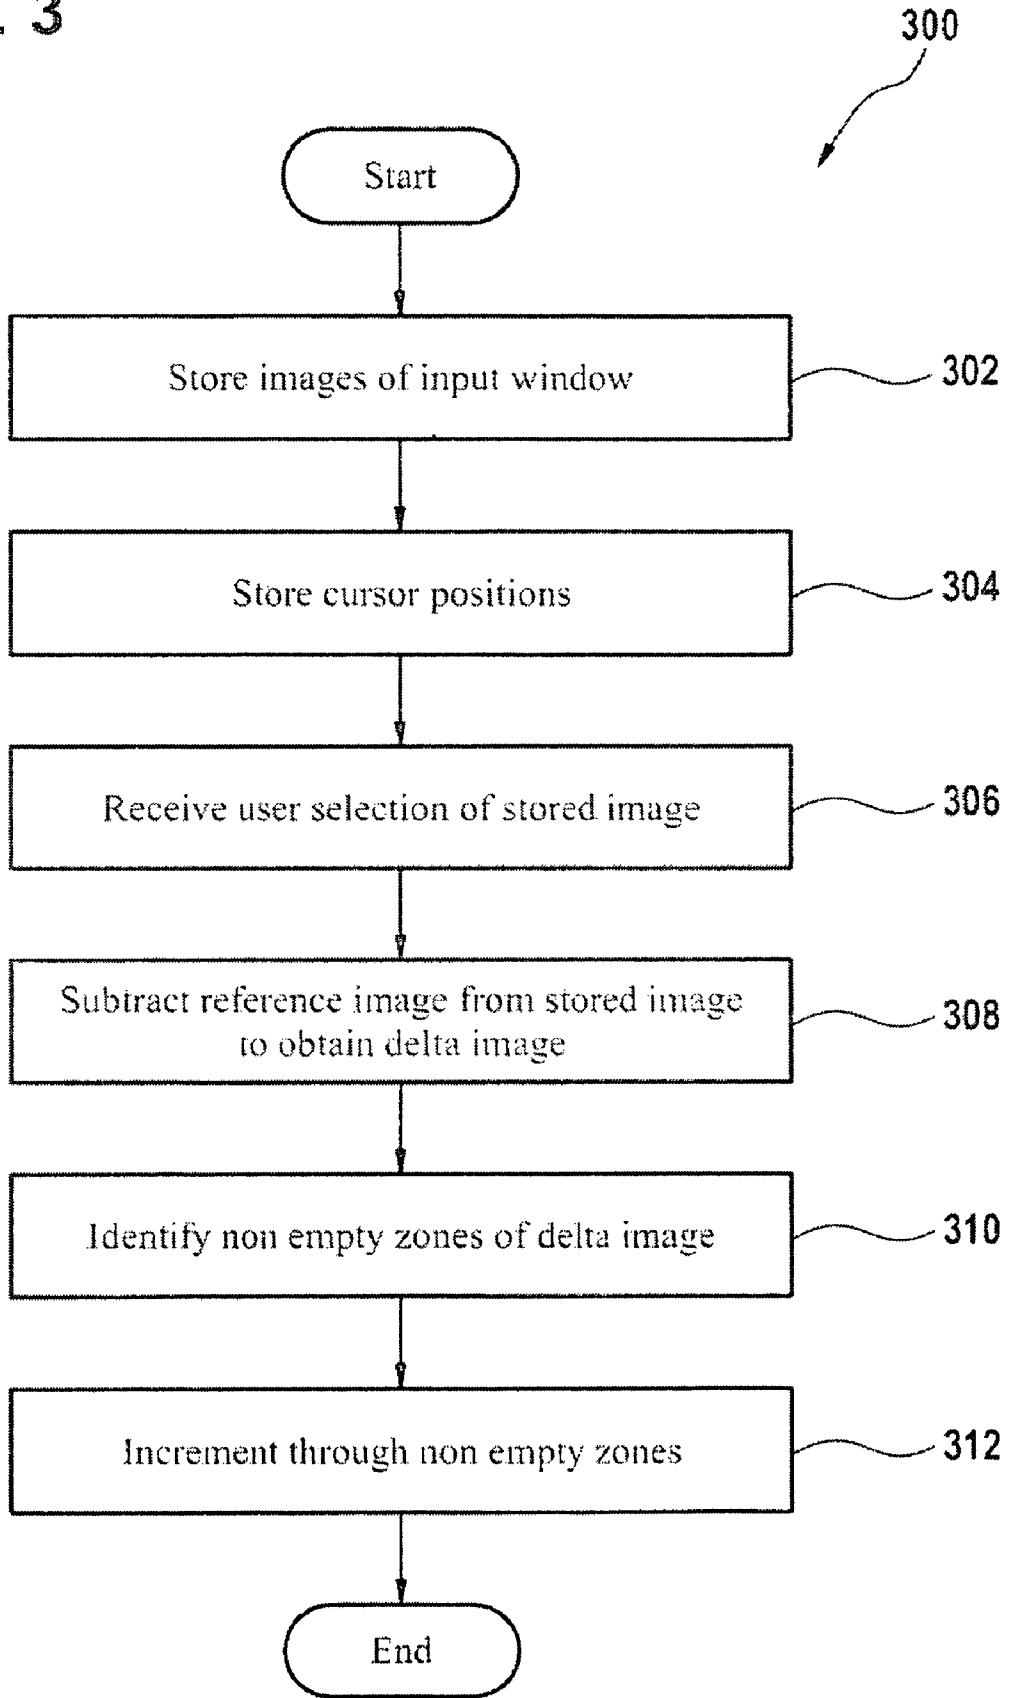 . 3
300
Start
Store images of input window
302
Store cursor positions
304
Receive user selection of stored image
306
Subtract reference image from stored image
to obtain delta image
308
Identify non empty zones of delta image
310
Increment through non empty zones
312
End